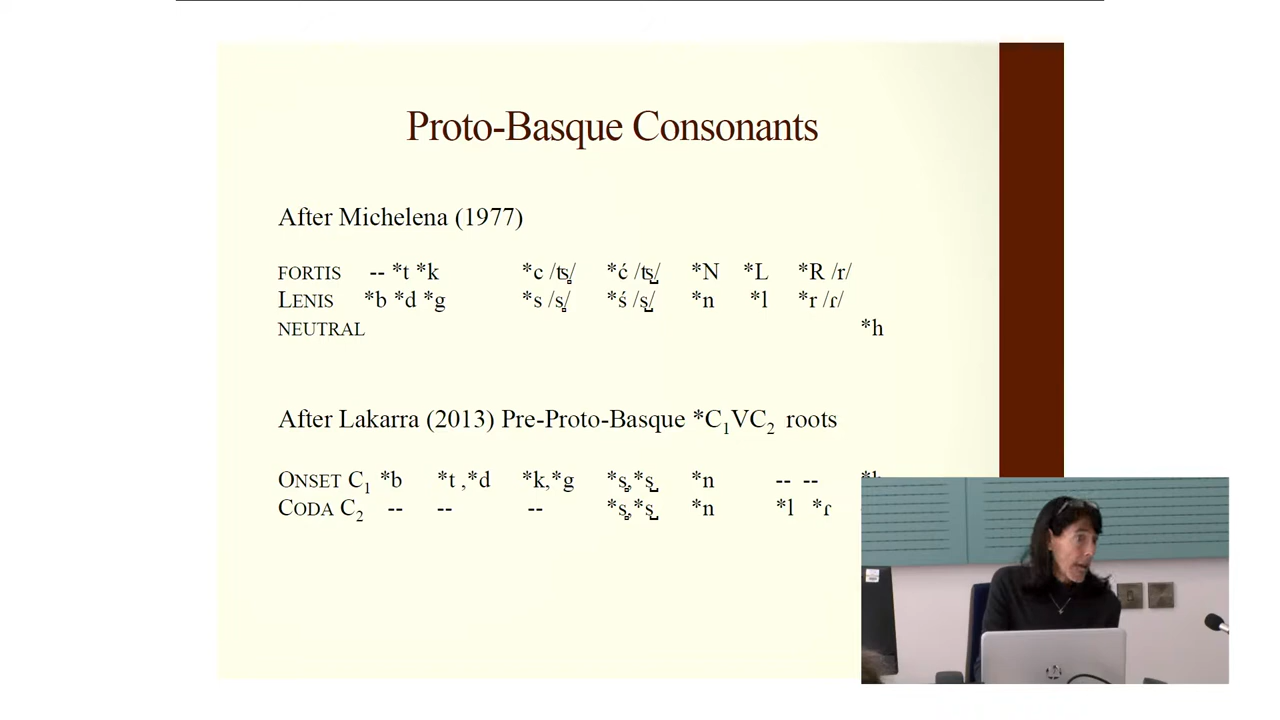 Proto-Basque Consonants
After Michelena (1977)
FORTIS -- *t *k *c /ts̻/ *ć /ts̺/ *N *L *R /r/
LENIS *b *d *g *s /s̻/ *ś /s̺/ *n *l *r /ɾ/
NEUTRAL *h
After Lakarra (2013) Pre-Proto-Basque *C₁VC₂ roots
ONSET C₁ *b *t ,*d *k,*g *s̻,*s̺ *n -- --
CODA C₂ -- -- -- *s̻,*s̺ *n *l *ɾ
hp